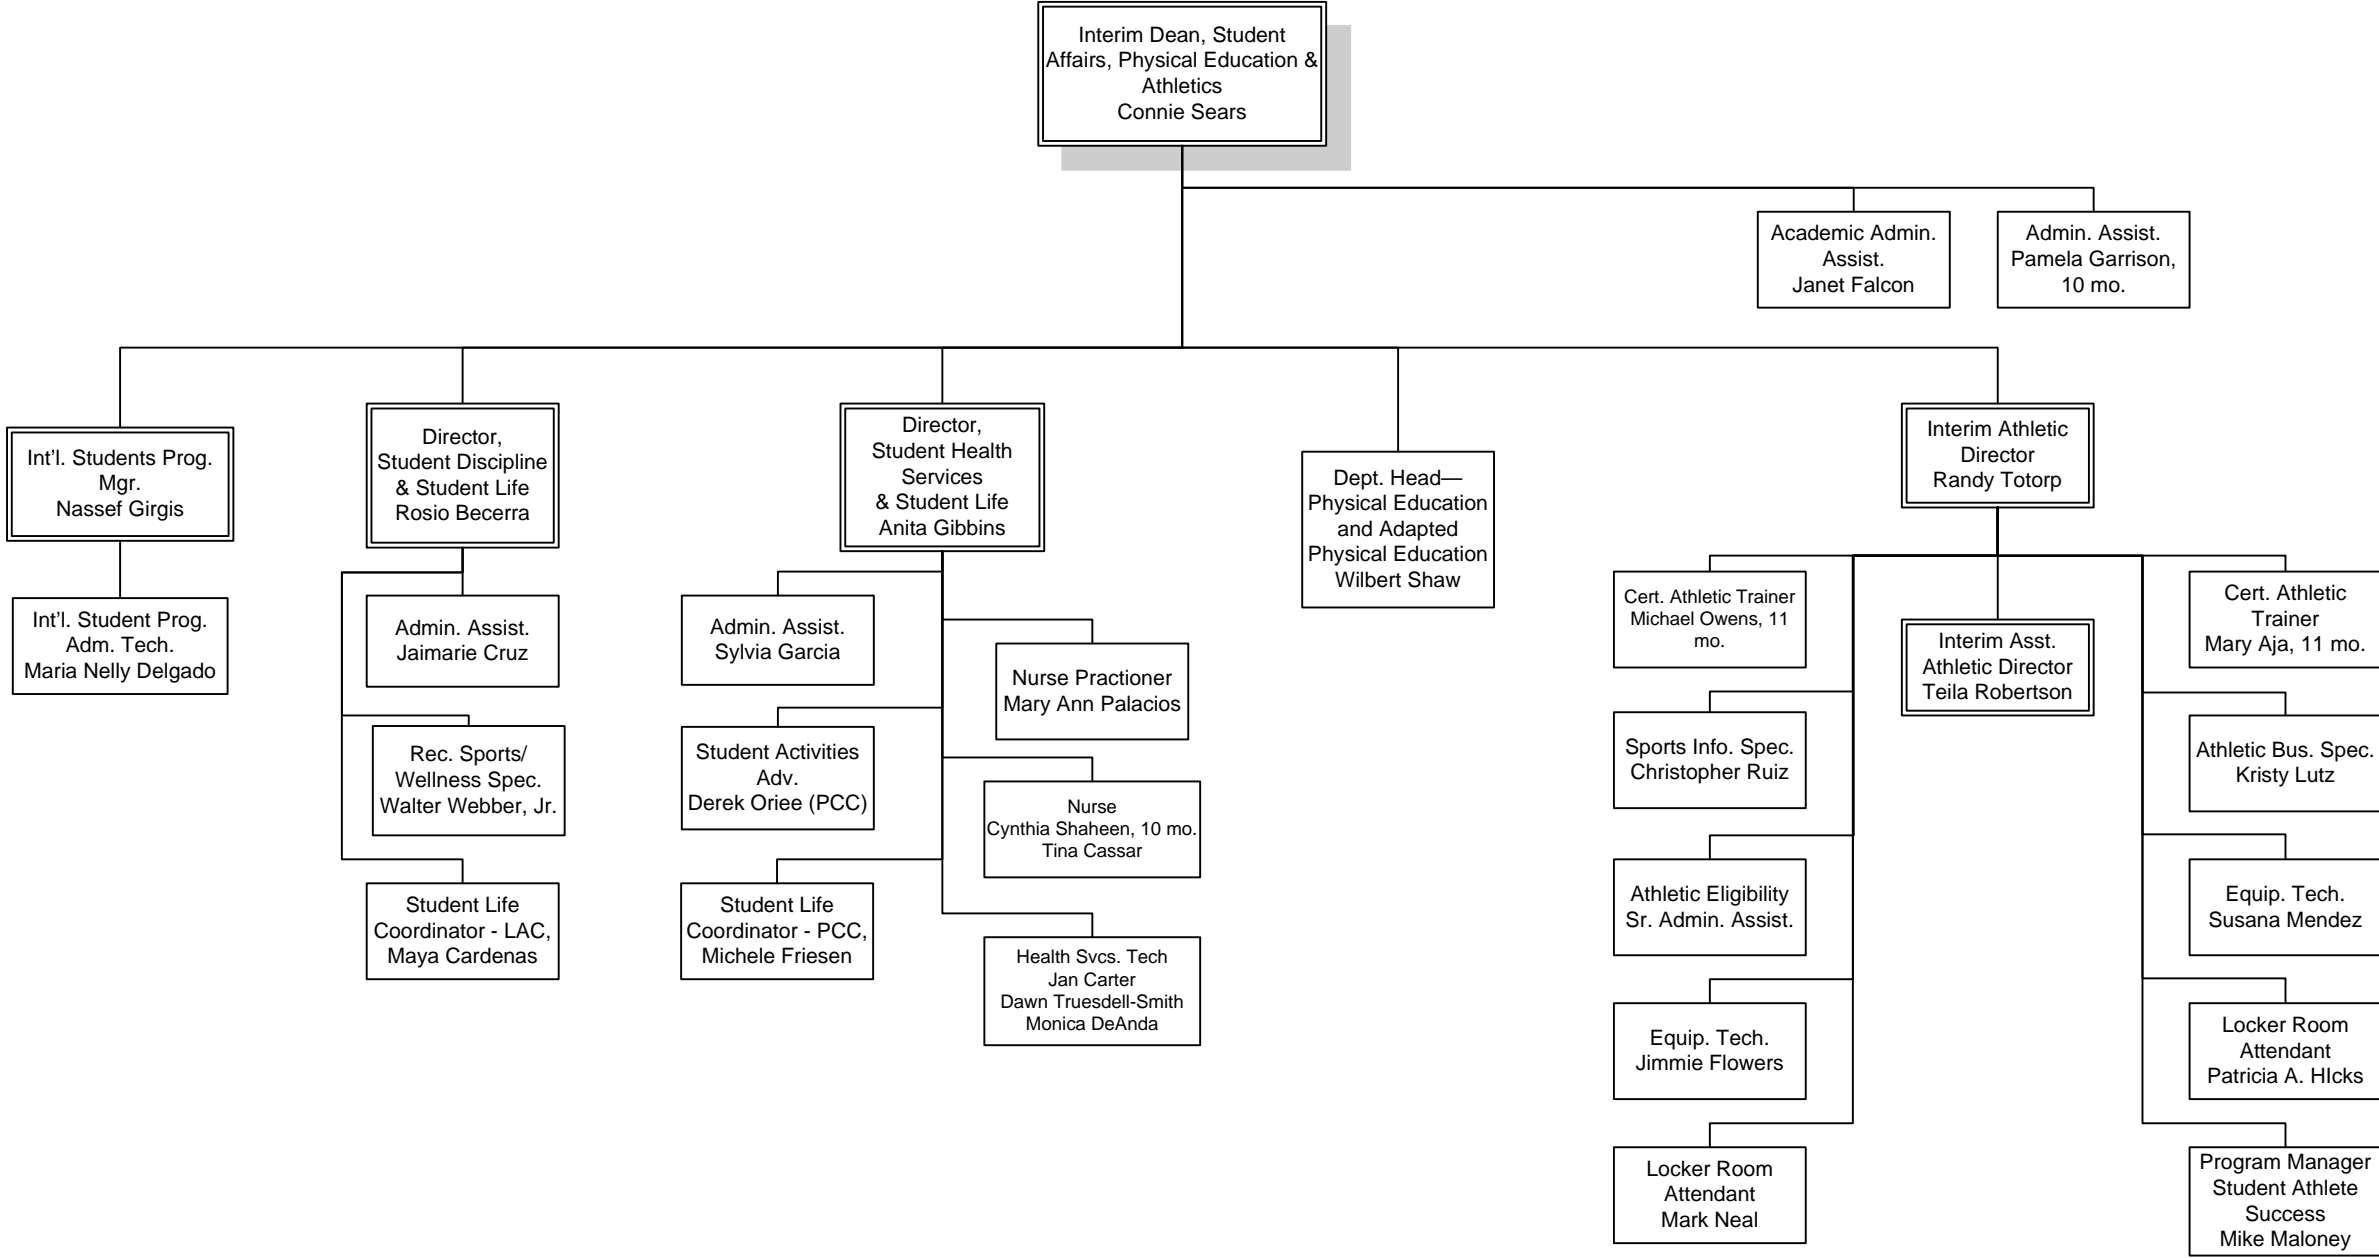 Interim Dean, Student
Affairs, Physical Education &
Athletics
Connie Sears
Academic Admin.
Assist.
Janet Falcon
Admin. Assist.
Pamela Garrison,
10 mo.
Int'l. Students Prog.
Mgr.
Nassef Girgis
Director,
Student Discipline
& Student Life
Rosio Becerra
Director,
Student Health
Services
& Student Life
Anita Gibbins
Dept. Head—
Physical Education
and Adapted
Physical Education
Wilbert Shaw
Interim Athletic
Director
Randy Totorp
Int'l. Student Prog.
Adm. Tech.
Maria Nelly Delgado
Admin. Assist.
Jaimarie Cruz
Rec. Sports/
Wellness Spec.
Walter Webber, Jr.
Student Life
Coordinator - LAC,
Maya Cardenas
Admin. Assist.
Sylvia Garcia
Student Activities
Adv.
Derek Oriee (PCC)
Student Life
Coordinator - PCC,
Michele Friesen
Nurse Practioner
Mary Ann Palacios
Nurse
Cynthia Shaheen, 10 mo.
Tina Cassar
Health Svcs. Tech
Jan Carter
Dawn Truesdell-Smith
Monica DeAnda
Cert. Athletic Trainer
Michael Owens, 11
mo.
Sports Info. Spec.
Christopher Ruiz
Athletic Eligibility
Sr. Admin. Assist.
Equip. Tech.
Jimmie Flowers
Locker Room
Attendant
Mark Neal
Interim Asst.
Athletic Director
Teila Robertson
Cert. Athletic
Trainer
Mary Aja, 11 mo.
Athletic Bus. Spec.
Kristy Lutz
Equip. Tech.
Susana Mendez
Locker Room
Attendant
Patricia A. HIcks
Program Manager
Student Athlete
Success
Mike Maloney